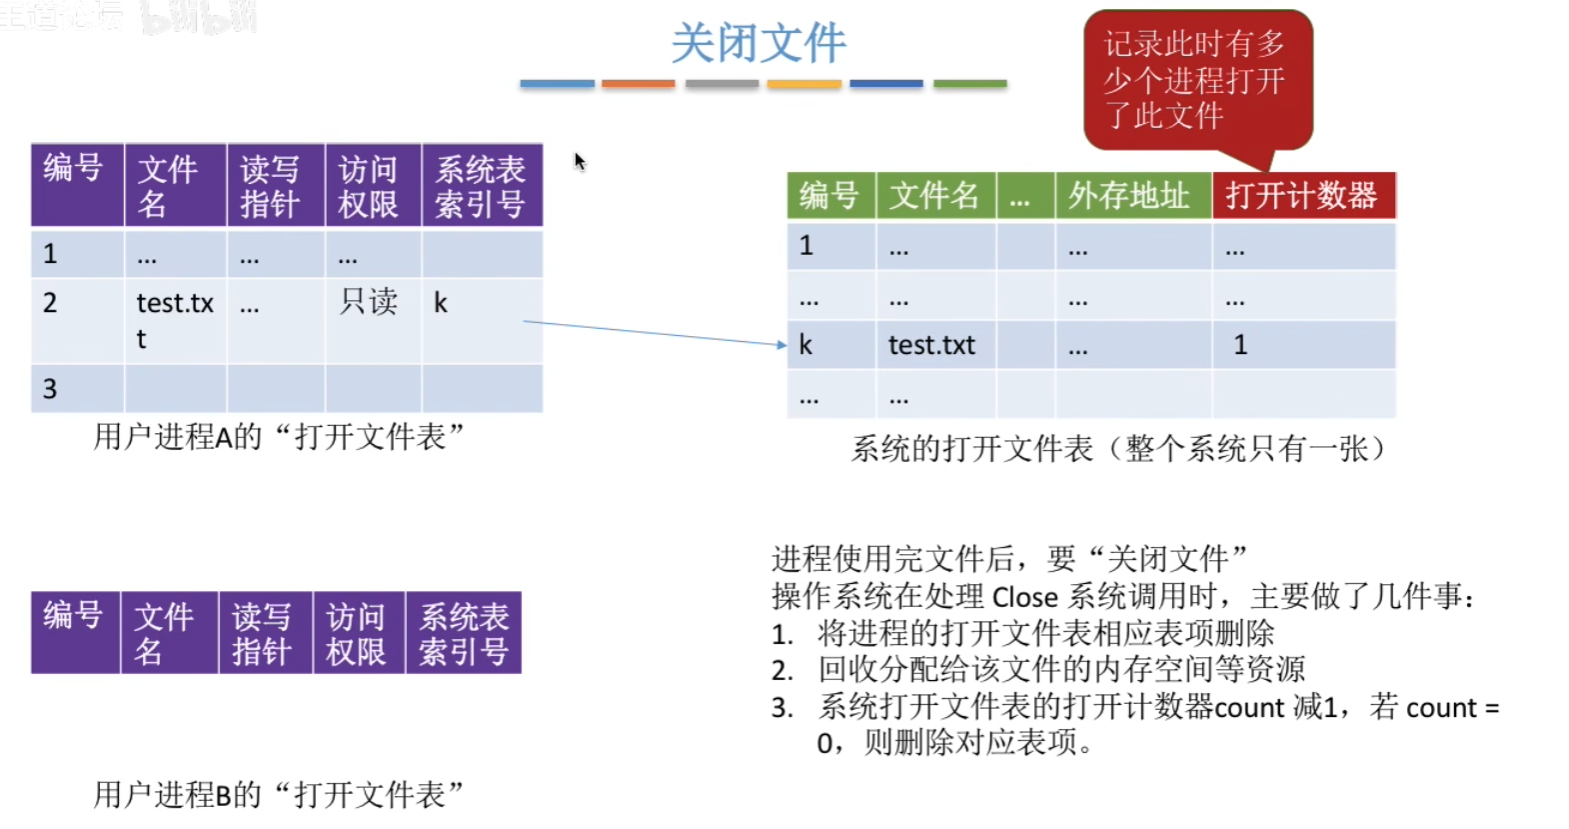 王道论坛 bilibili
关闭文件
记录此时有多
少个进程打开
了此文件
编号 文件名 读写指针 访问权限 系统表索引号
1 ... ... ...
2 test.txt ... 只读 k
3
用户进程A的“打开文件表”
编号 文件名 ... 外存地址 打开计数器
1 ... ... ...
... ... ... ...
k test.txt ... 1
... ...
系统的打开文件表（整个系统只有一张）
编号 文件名 读写指针 访问权限 系统表索引号
用户进程B的“打开文件表”
进程使用完文件后，要“关闭文件”
操作系统在处理 Close 系统调用时，主要做了几件事：
1. 将进程的打开文件表相应表项删除
2. 回收分配给该文件的内存空间等资源
3. 系统打开文件表的打开计数器count 减1，若 count =
0，则删除对应表项。